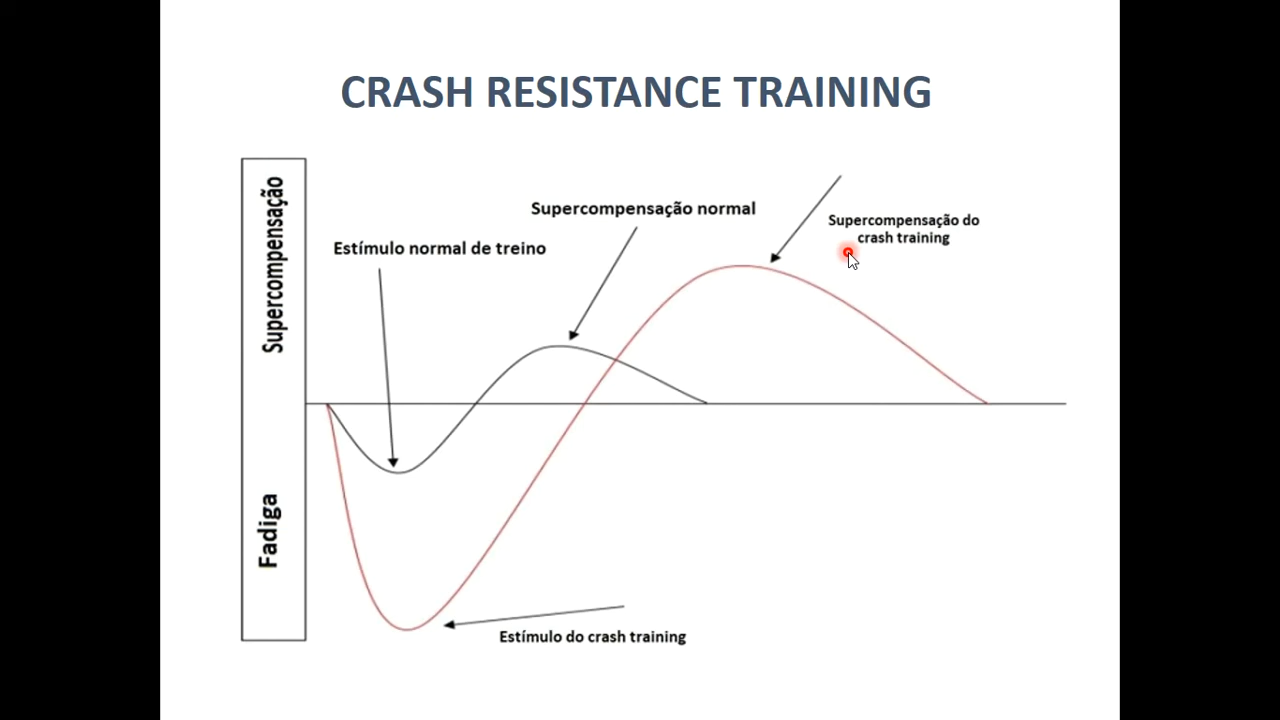 CRASH RESISTANCE TRAINING
Supercompensação
Fadiga
Supercompensação normal
Estímulo normal de treino
Supercompensação do
crash training
Estímulo do crash training